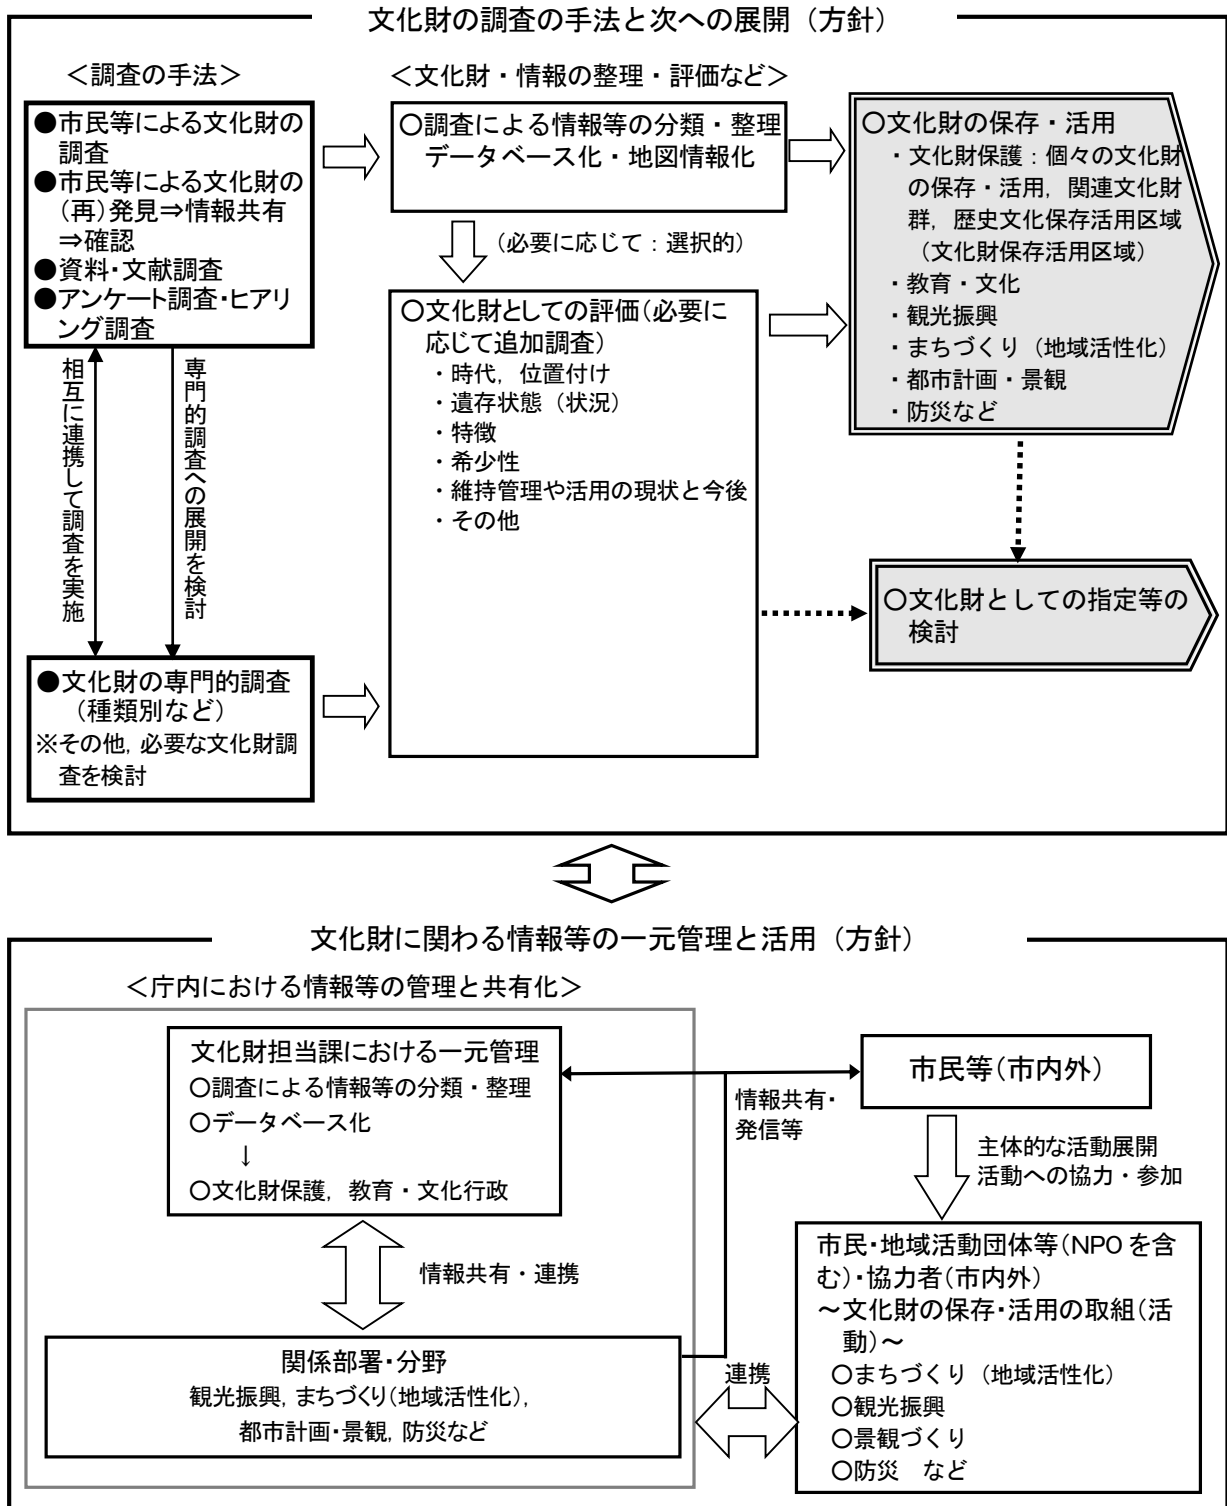 文化財の調査の手法と次への展開（方針）
＜調査の手法＞
●市民等による文化財の
調査
●市民等による文化財の
（再）発見⇒情報共有
⇒確認
●資料・文献調査
●アンケート調査・ヒアリ
ング調査
相互に連携して調査を実施
専門的調査への展開を検討
●文化財の専門的調査
（種類別など）
※その他，必要な文化財調
査を検討
＜文化財・情報の整理・評価など＞
○調査による情報等の分類・整理
データベース化・地図情報化
（必要に応じて：選択的）
○文化財としての評価（必要に
応じて追加調査）
・時代，位置付け
・遺存状態（状況）
・特徴
・希少性
・維持管理や活用の現状と今後
・その他
○文化財の保存・活用
・文化財保護：個々の文化財
の保存・活用，関連文化財
群，歴史文化保存活用区域
（文化財保存活用区域）
・教育・文化
・観光振興
・まちづくり（地域活性化）
・都市計画・景観
・防災など
○文化財としての指定等の
検討
文化財に関わる情報等の一元管理と活用（方針）
＜庁内における情報等の管理と共有化＞
文化財担当課における一元管理
○調査による情報等の分類・整理
○データベース化
↓
○文化財保護，教育・文化行政
情報共有・連携
関係部署・分野
観光振興，まちづくり（地域活性化），
都市計画・景観，防災など
情報共有・
発信等
市民等（市内外）
主体的な活動展開
活動への協力・参加
連携
市民・地域活動団体等（NPOを含
む）・協力者（市内外）
～文化財の保存・活用の取組（活
動）～
○まちづくり（地域活性化）
○観光振興
○景観づくり
○防災　など